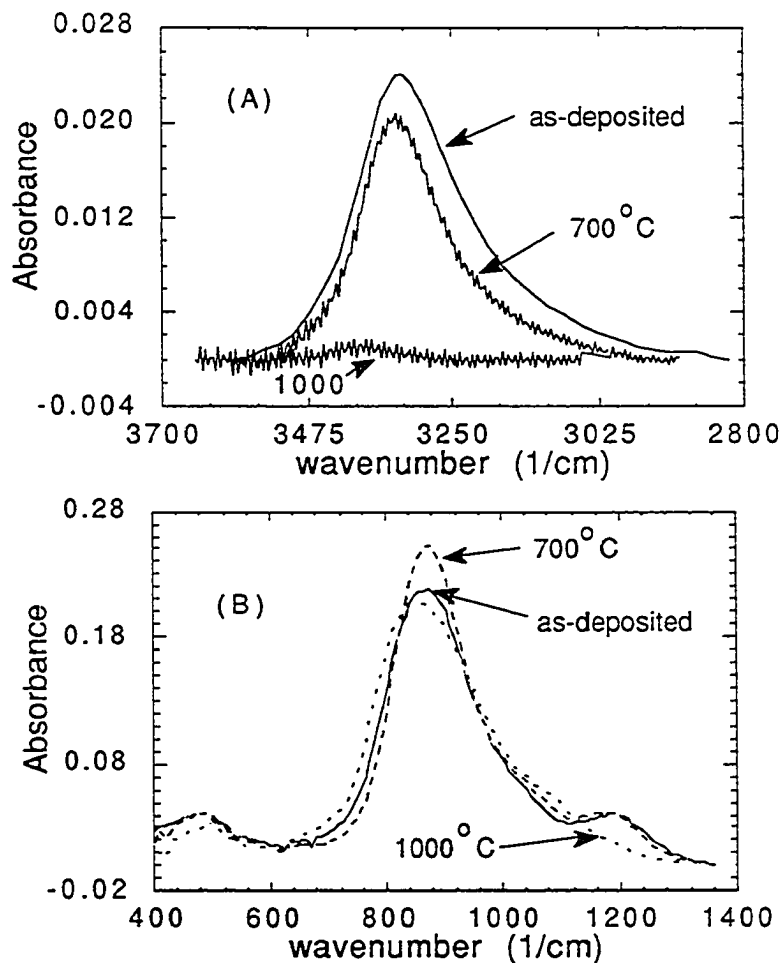 0.028
(A)
as-deposited
0.020
700°C
0.012
0.004
1000
-0.004
3700 3475 3250 3025 2800
Absorbance
wavenumber (1/cm)
0.28
700°C
(B)
as-deposited
0.18
0.08
1000°C
-0.02
400 600 800 1000 1200 1400
Absorbance
wavenumber (1/cm)